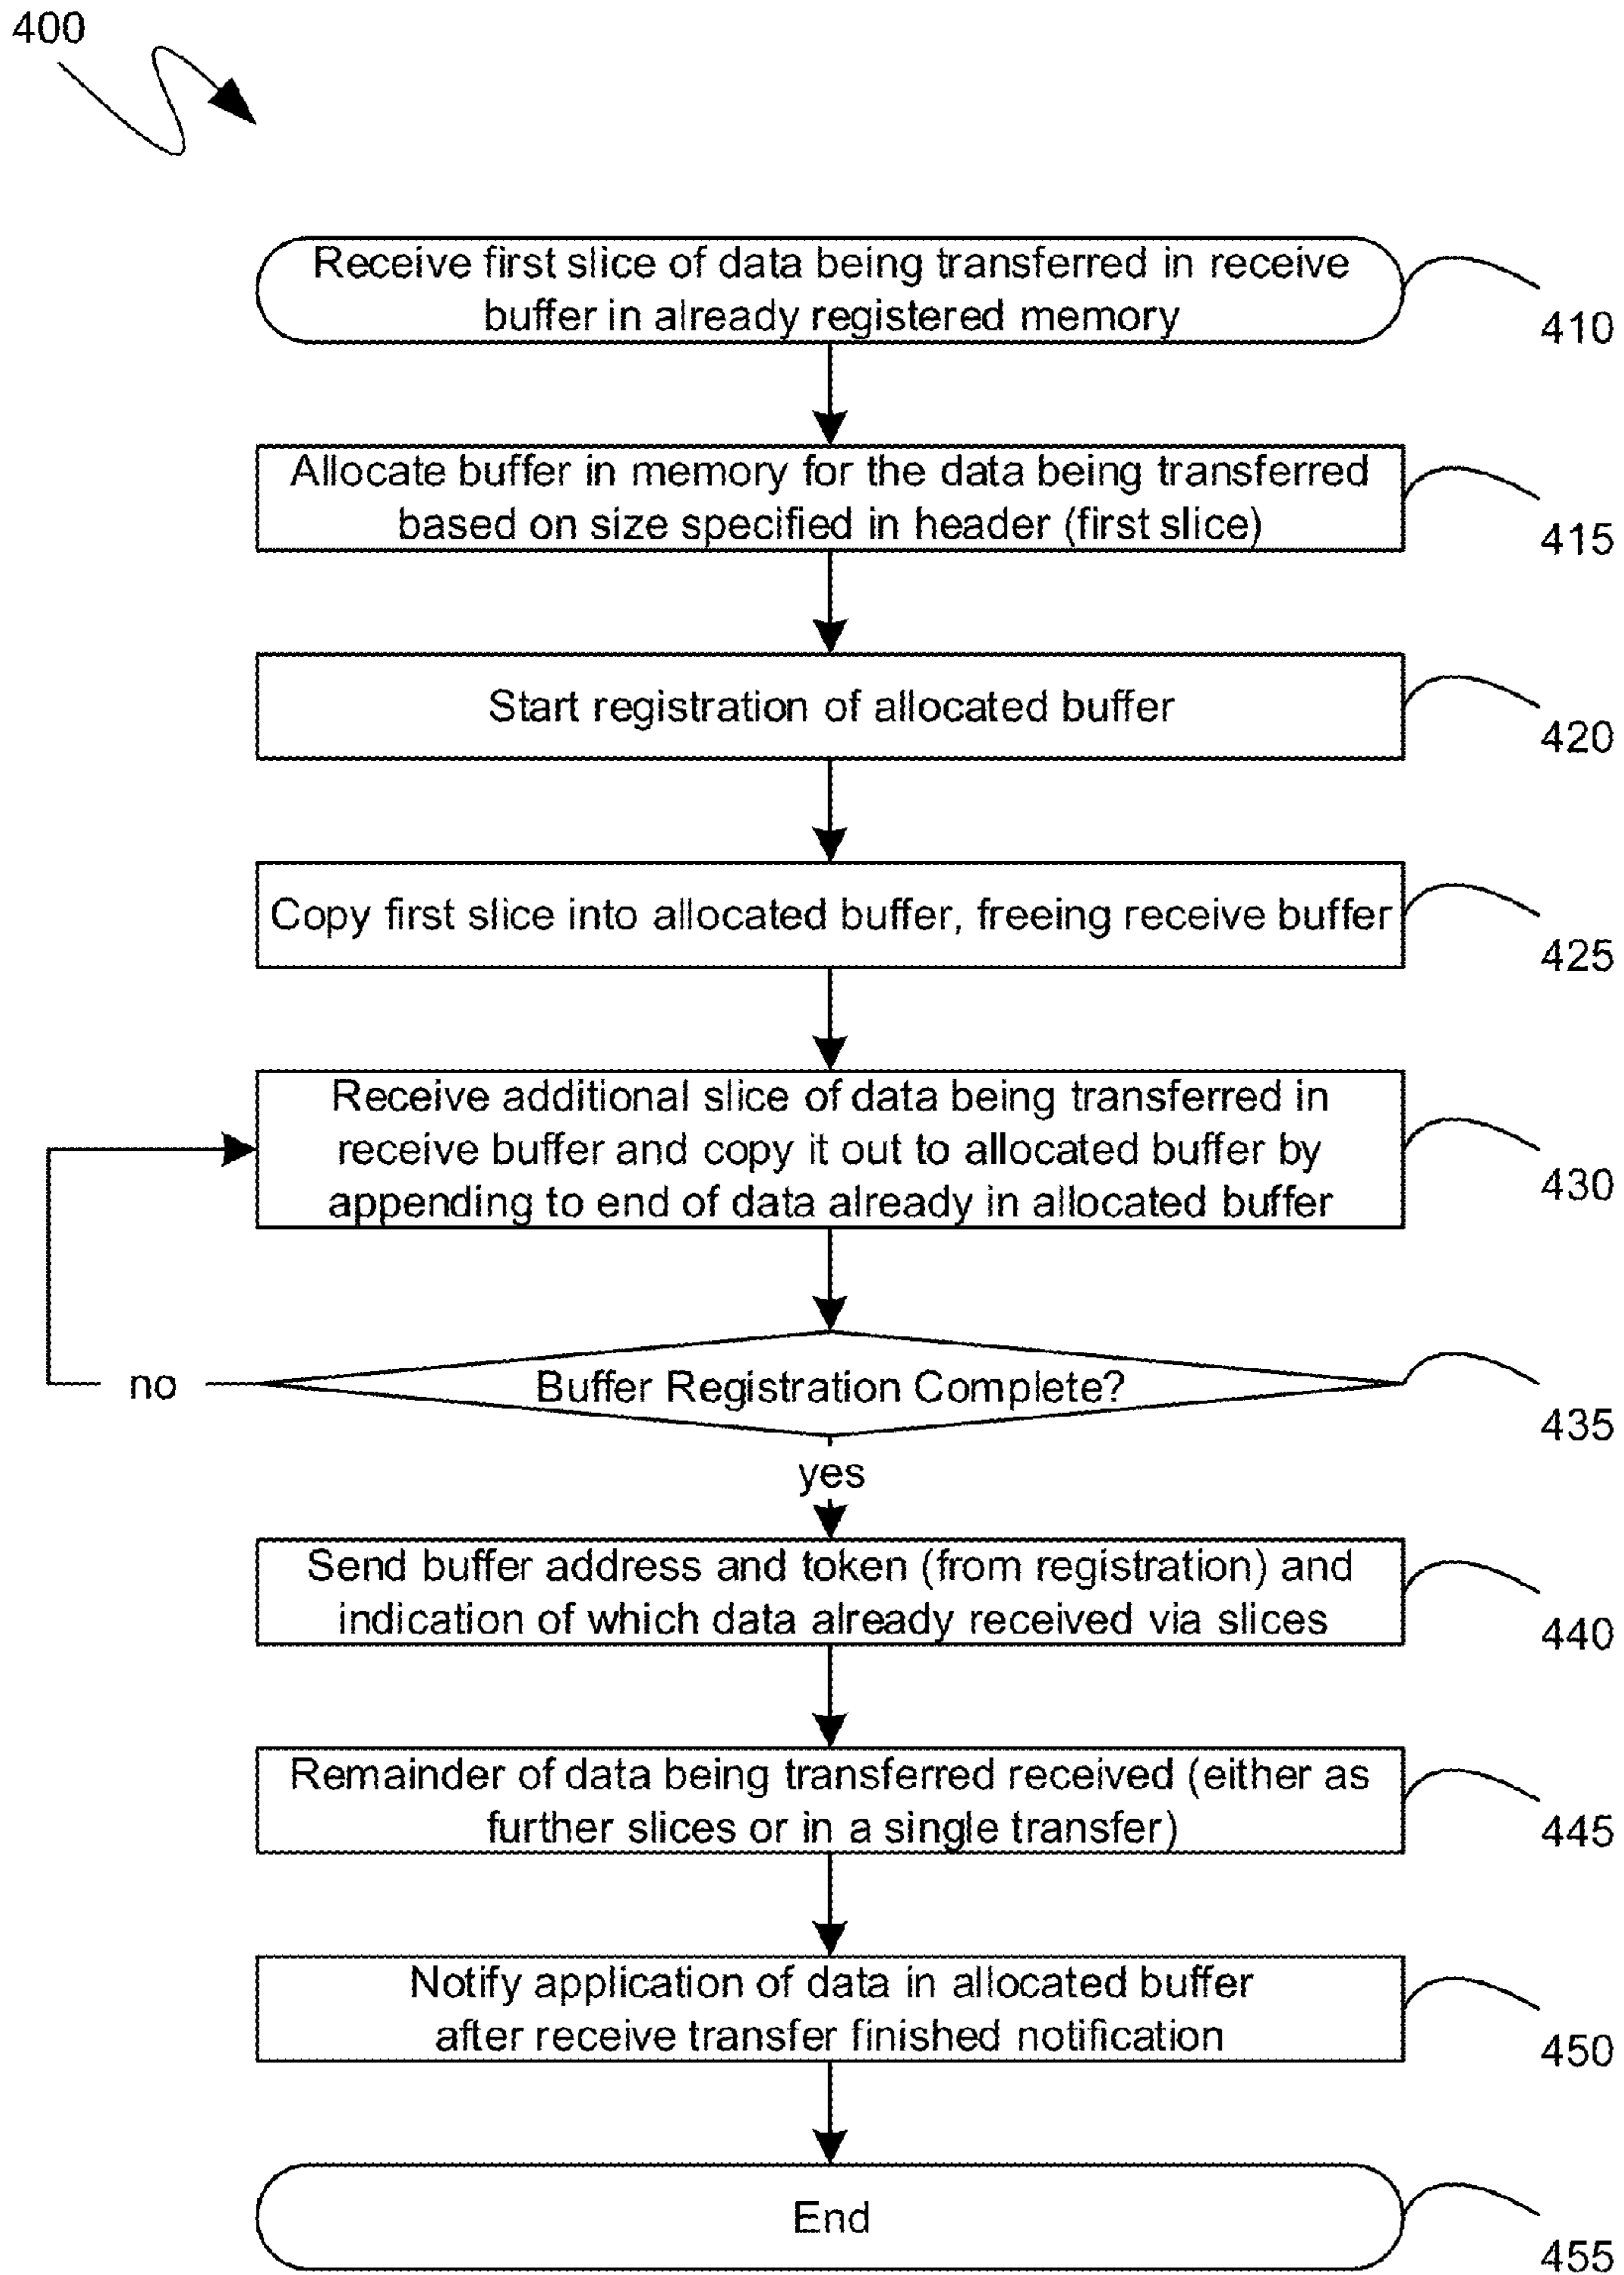 400
Receive first slice of data being transferred in receive
buffer in already registered memory
410
Allocate buffer in memory for the data being transferred
based on size specified in header (first slice)
415
Start registration of allocated buffer
420
Copy first slice into allocated buffer, freeing receive buffer
425
Receive additional slice of data being transferred in
receive buffer and copy it out to allocated buffer by
appending to end of data already in allocated buffer
430
no
Buffer Registration Complete?
435
yes
Send buffer address and token (from registration) and
indication of which data already received via slices
440
Remainder of data being transferred received (either as
further slices or in a single transfer)
445
Notify application of data in allocated buffer
after receive transfer finished notification
450
End
455